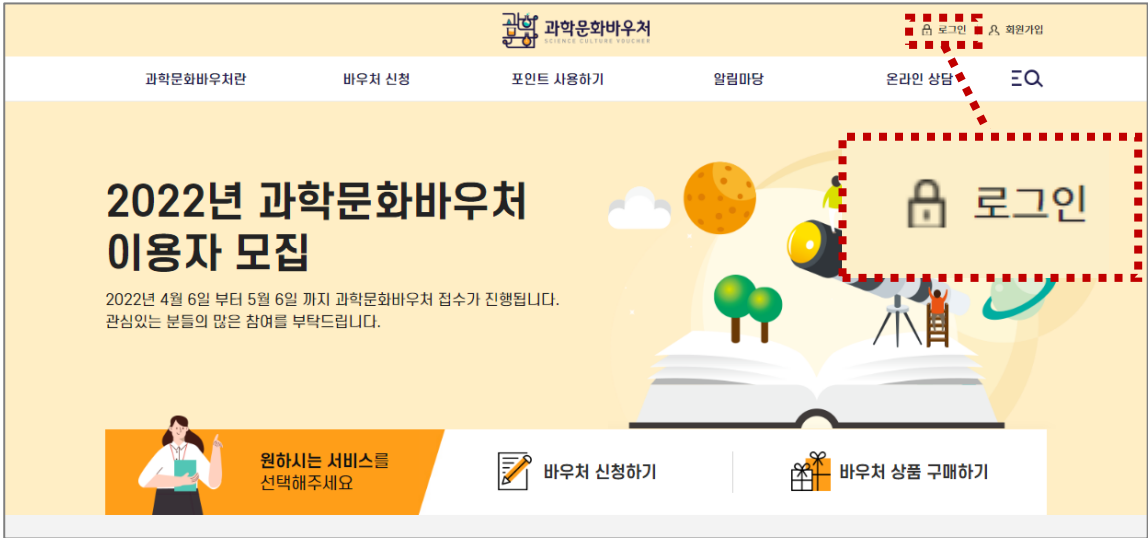 과학문화
과학문화바우처
SCIENCE CULTURE VOUCHER
로그인 회원가입
과학문화바우처란 바우처 신청 포인트 사용하기 알림마당 온라인 상담
로그인
2022년 과학문화바우처
이용자 모집
2022년 4월 6일 부터 5월 6일 까지 과학문화바우처 접수가 진행됩니다.
관심있는 분들의 많은 참여를 부탁드립니다.
원하시는 서비스를
선택해주세요
바우처 신청하기
바우처 상품 구매하기